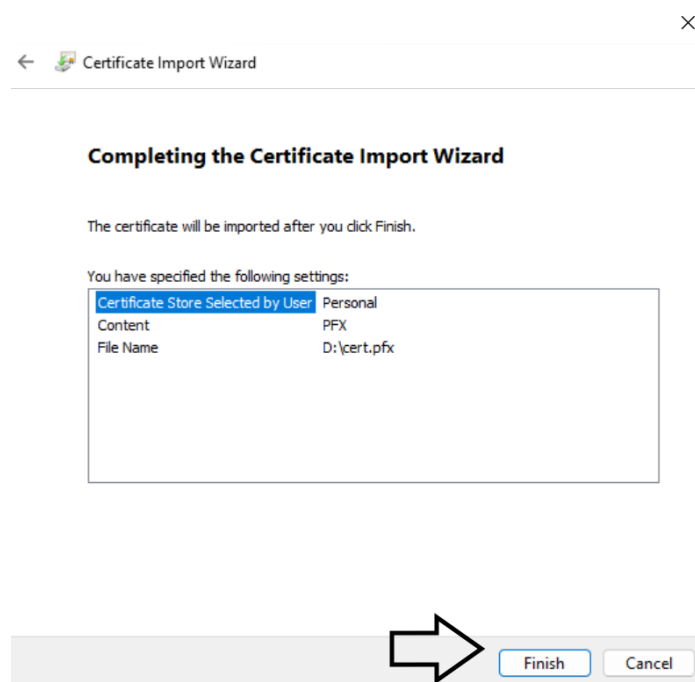 Certificate Import Wizard
Completing the Certificate Import Wizard
The certificate will be imported after you click Finish.
You have specified the following settings:
Certificate Store Selected by User Personal
Content PFX
File Name D:\cert.pfx
Finish Cancel